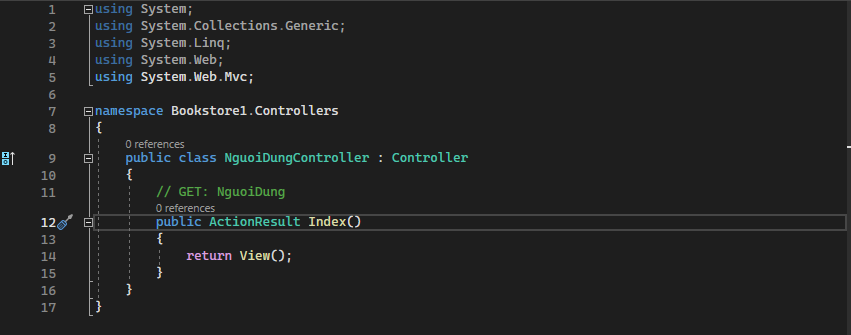 1 using System;
2 using System.Collections.Generic;
3 using System.Linq;
4 using System.Web;
5 using System.Web.Mvc;
6
7 namespace Bookstore1.Controllers
8 {
0 references
9 public class NguoiDungController : Controller
10 {
11 // GET: NguoiDung
0 references
12 public ActionResult Index()
13 {
14 return View();
15 }
16 }
17 }